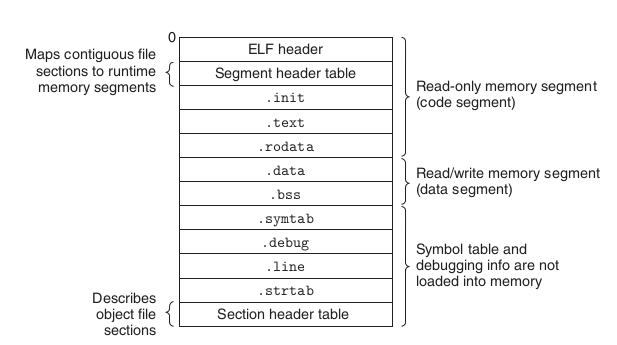 0
ELF header
Maps contiguous file
sections to runtime
memory segments
Segment header table
.init
.text
.rodata
Read-only memory segment
(code segment)
.data
.bss
Read/write memory segment
(data segment)
.symtab
.debug
.line
.strtab
Symbol table and
debugging info are not
loaded into memory
Describes
object file
sections
Section header table